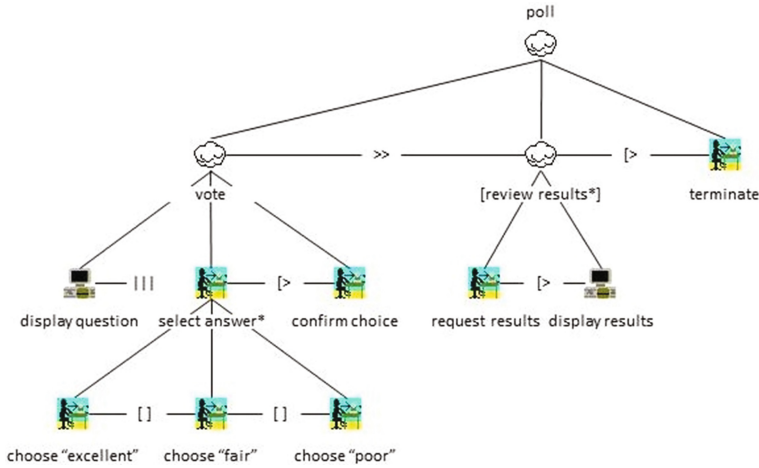 poll
>>
[>
vote
[review results*]
terminate
|||
[>
[>
display question
select answer*
confirm choice
request results
display results
[ ]
[ ]
choose “excellent”
choose “fair”
choose “poor”